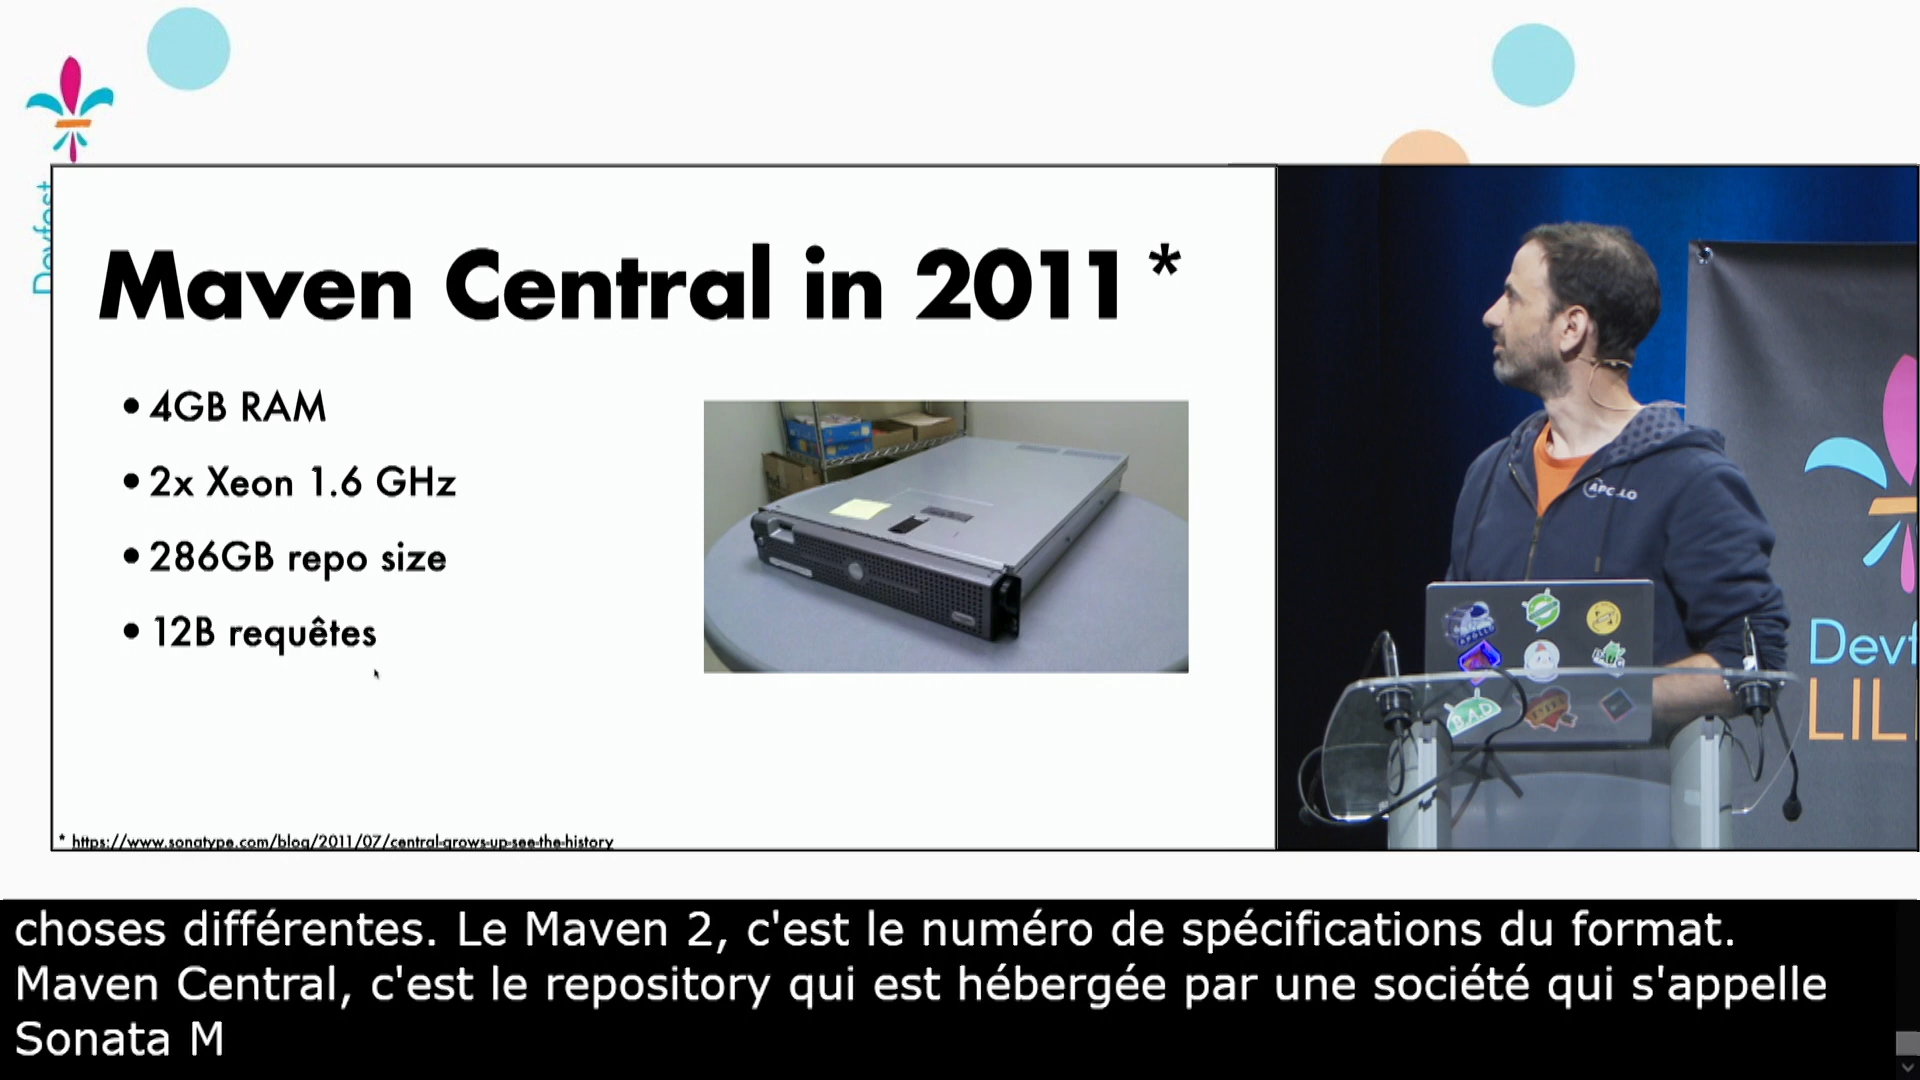 Devfest
Maven Central in 2011 *
• 4GB RAM
• 2x Xeon 1.6 GHz
• 286GB repo size
• 12B requêtes
* https://www.sonatype.com/blog/2011/07/central-grows-up-see-the-history
APOLLO
APOLLO
B.A.D
Devf
LIL
choses différentes. Le Maven 2, c'est le numéro de spécifications du format.
Maven Central, c'est le repository qui est hébergée par une société qui s'appelle
Sonata M